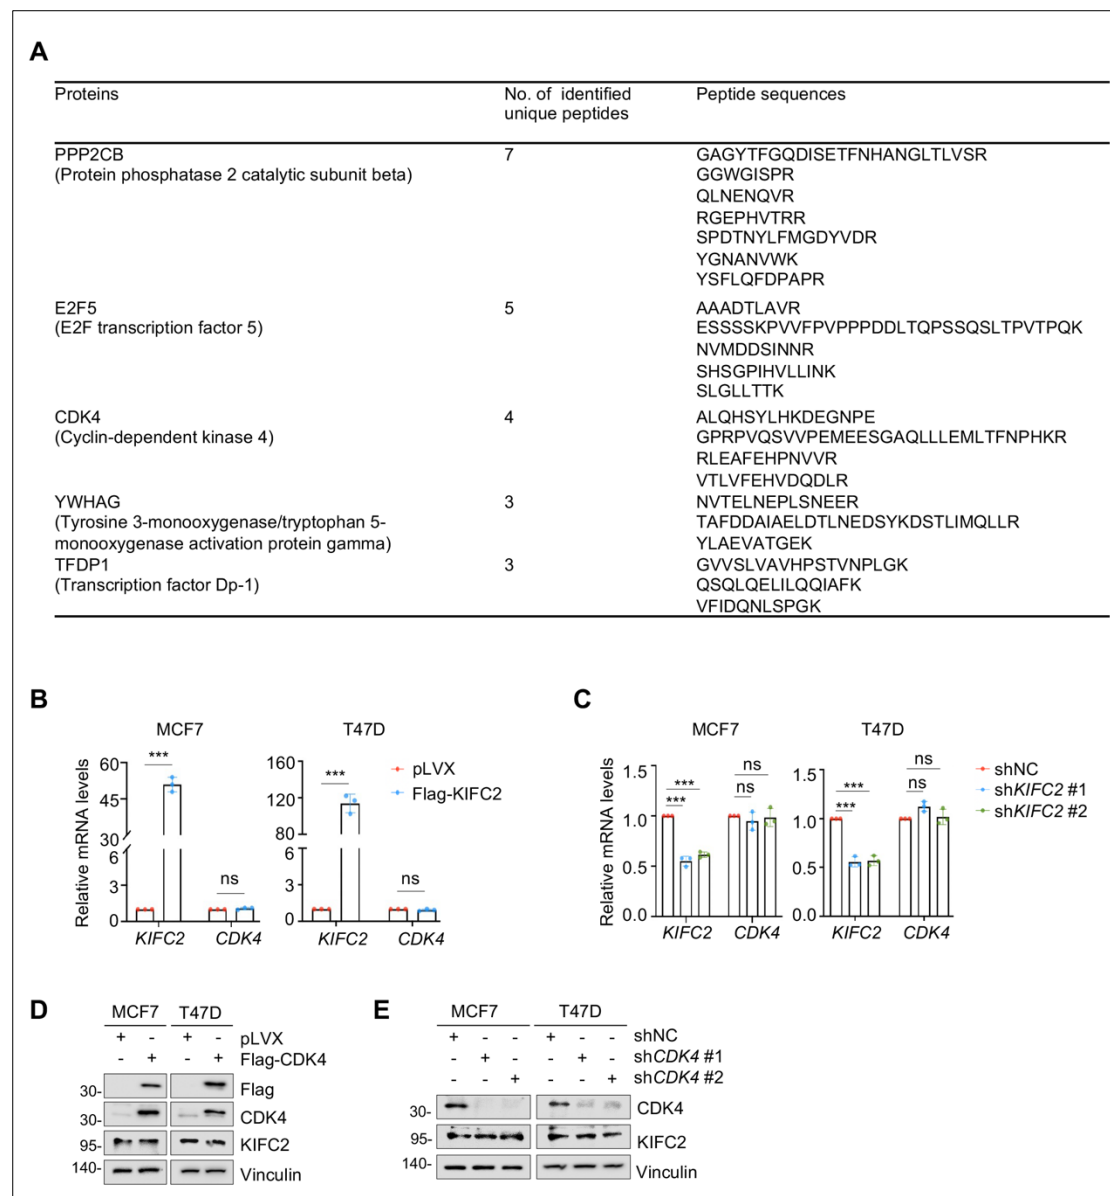 A
Proteins
No. of identified
unique peptides
Peptide sequences
PPP2CB
(Protein phosphatase 2 catalytic subunit beta)
7
GAGYTFGQDISETFNHANGLTLVSR
GGWGISPR
QLNENQVR
RGEPHVTRR
SPDTNYLFMGDYVDR
YGNANVWK
YSFLQFDPAPR
E2F5
(E2F transcription factor 5)
5
AAADTLAVR
ESSSSKPVVFPVPPPDDLTQPSSQSLTPVTPQK
NVMDDSINNR
SHSGPIHVLLINK
SLGLLTTK
CDK4
(Cyclin-dependent kinase 4)
4
ALQHSYLHKDEGNPE
GPRPVQSVVPEMEESGAQLLLEMLTFNPHKR
RLEAFEHPNVVR
VTLVFEHVDQDLR
YWHAG
(Tyrosine 3-monooxygenase/tryptophan 5-
monooxygenase activation protein gamma)
3
NVTELNEPLSNEER
TAFDDAIAELDTLNEDSYKDSTLIMQLLR
YLAEVATGEK
TFDP1
(Transcription factor Dp-1)
3
GVVSLVAVHPSTVNPLGK
QSQLQELILQQIAFK
VFIDQNLSPGK
B
MCF7
T47D
Relative mRNA levels
60
45
30
6
4
2
0
***
ns
KIFC2
CDK4
160
120
80
6
4
2
0
***
ns
KIFC2
CDK4
pLVX
Flag-KIFC2
C
MCF7
T47D
Relative mRNA levels
1.5
1.0
0.5
0.0
***
***
ns
ns
KIFC2
CDK4
1.5
1.0
0.5
0.0
***
***
ns
ns
KIFC2
CDK4
shNC
shKIFC2 #1
shKIFC2 #2
D
MCF7 T47D
+ - + - pLVX
- + - + Flag-CDK4
30- Flag
30- CDK4
95- KIFC2
140- Vinculin
E
MCF7 T47D
+ - - + - - shNC
- + - - + - shCDK4 #1
- - + - - + shCDK4 #2
30- CDK4
95- KIFC2
140- Vinculin